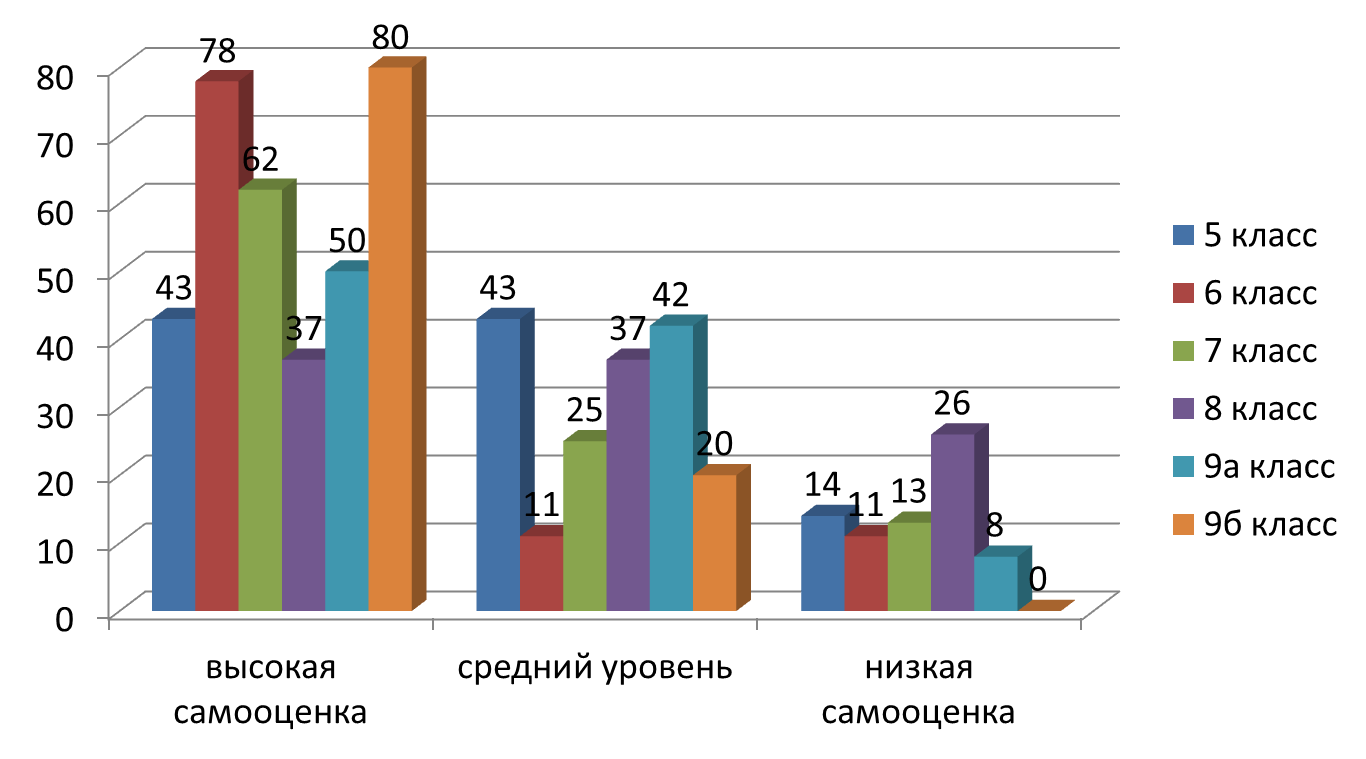 80
70
60
50
40
30
20
10
0
43
78
62
37
50
80
43
11
25
37
42
20
14
11
13
26
8
0
высокая
самооценка
средний уровень
низкая
самооценка
5 класс
6 класс
7 класс
8 класс
9а класс
9б класс